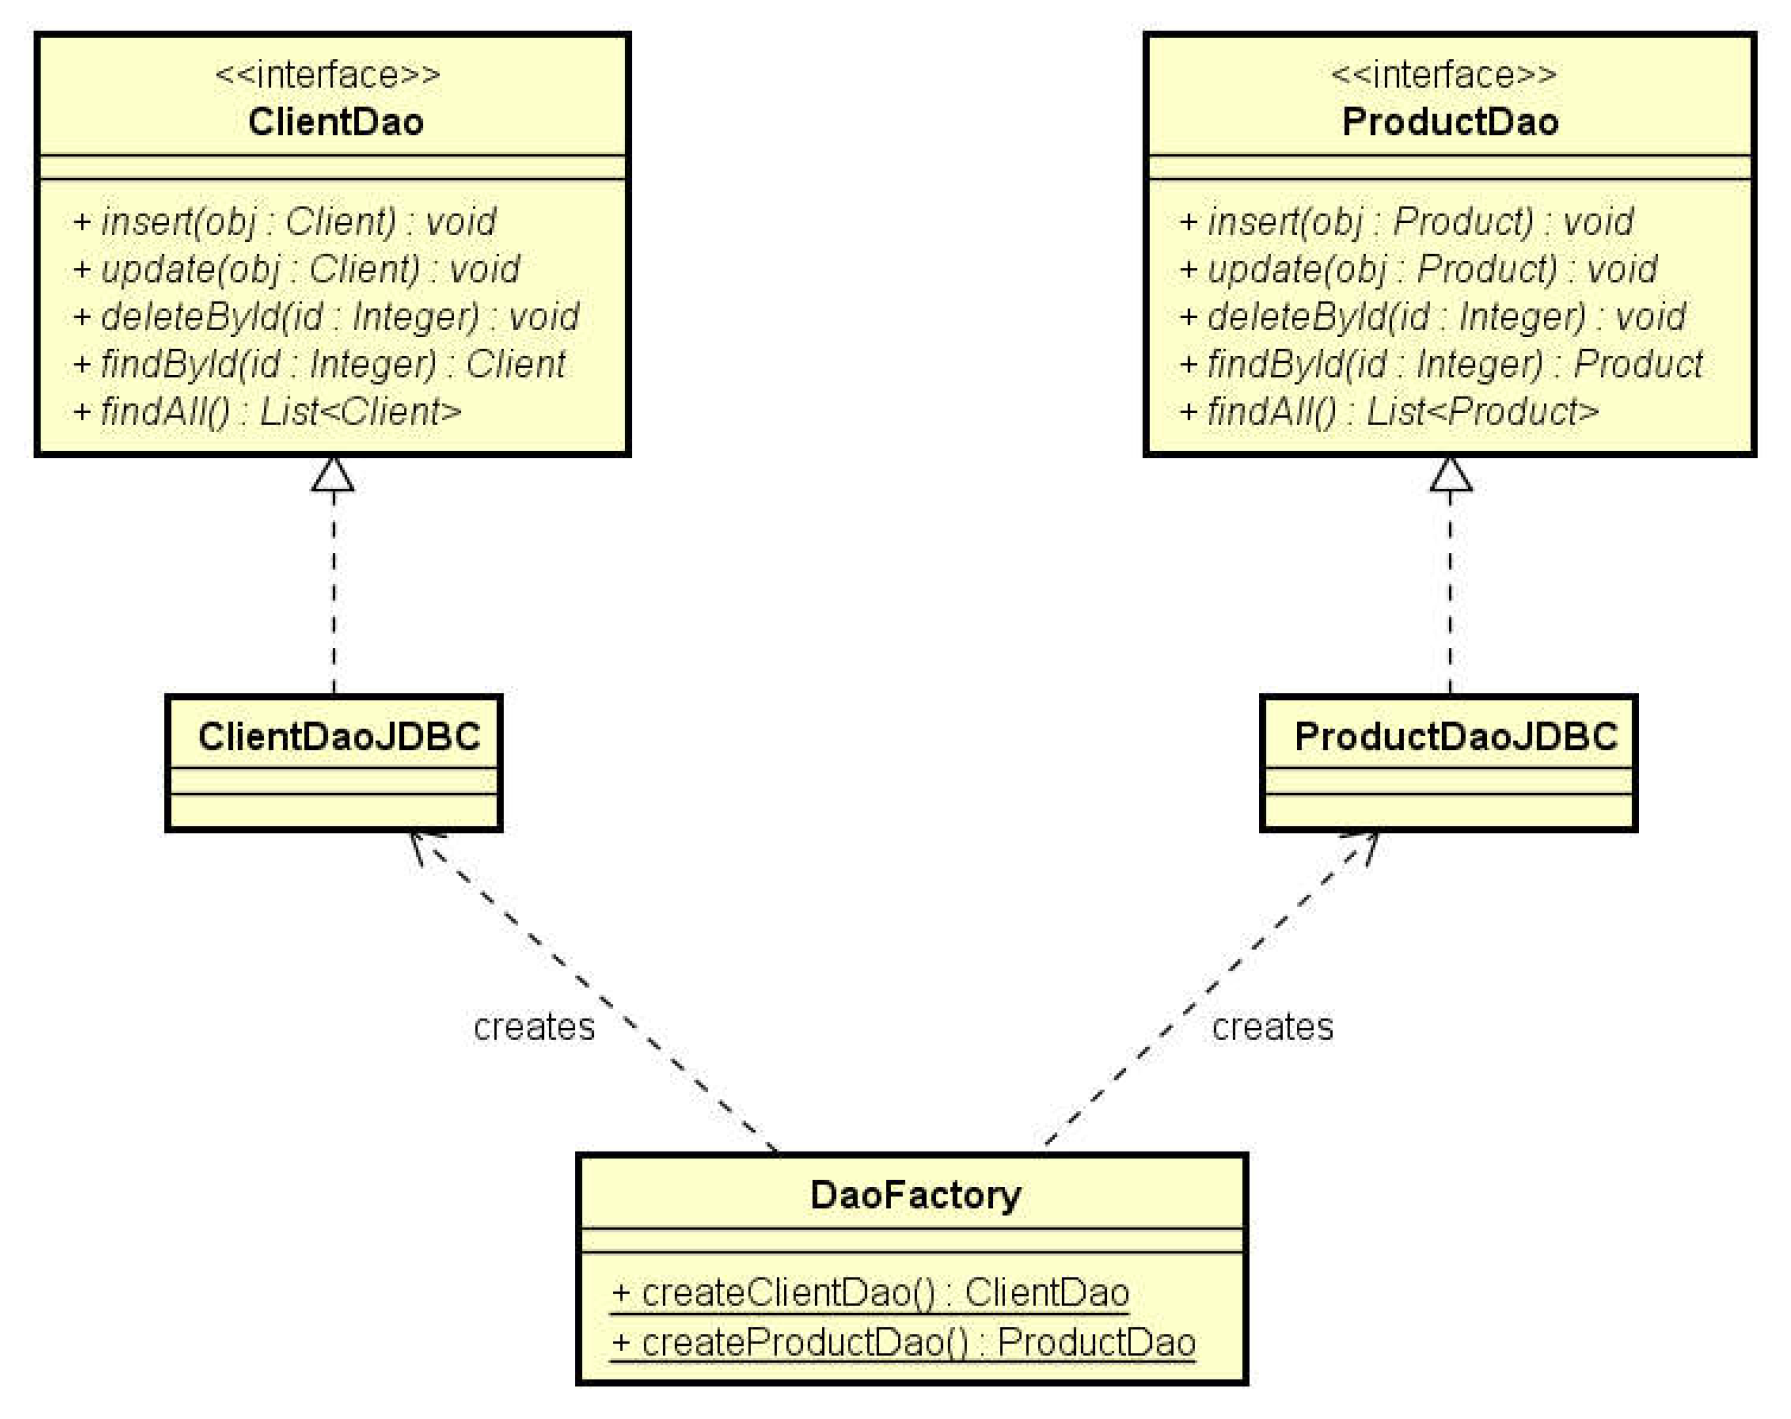 <<interface>>
ClientDao
+ insert(obj : Client) : void
+ update(obj : Client) : void
+ deleteById(id : Integer) : void
+ findById(id : Integer) : Client
+ findAll() : List<Client>
<<interface>>
ProductDao
+ insert(obj : Product) : void
+ update(obj : Product) : void
+ deleteById(id : Integer) : void
+ findById(id : Integer) : Product
+ findAll() : List<Product>
ClientDaoJDBC
ProductDaoJDBC
creates
creates
DaoFactory
+ createClientDao() : ClientDao
+ createProductDao() : ProductDao